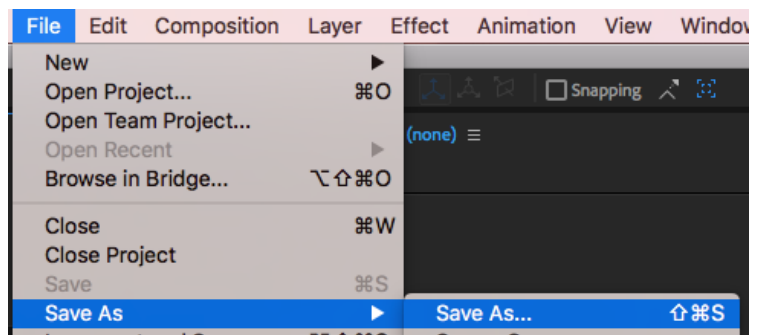 File Edit Composition Layer Effect Animation View Window
New ▶
Open Project... ⌘O
Snapping
Open Team Project...
(none)
Open Recent ▶
Browse in Bridge... ⌥⇧⌘O
Close ⌘W
Close Project
Save ⌘S
Save As ▶
Save As... ⇧⌘S